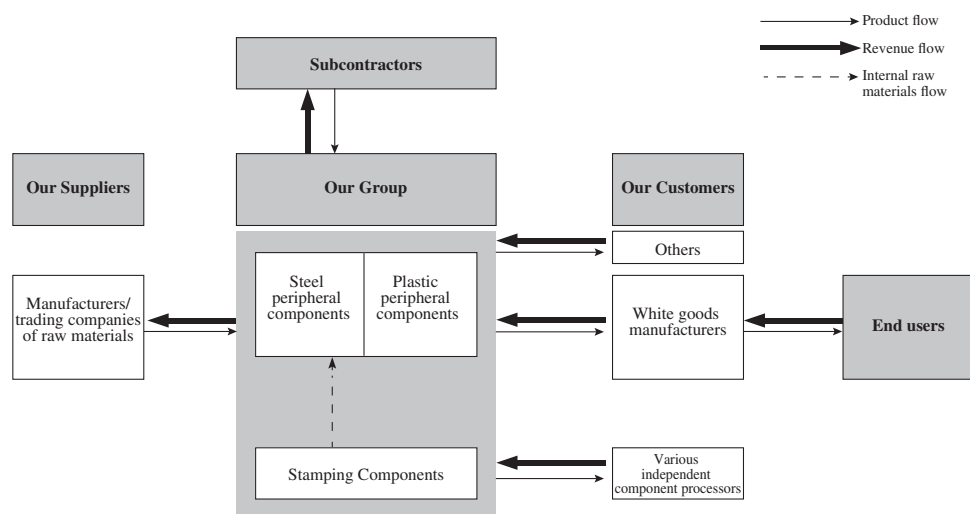 Product flow
Revenue flow
Internal raw
materials flow
Subcontractors
Our Suppliers
Our Group
Our Customers
Others
Steel
peripheral
components
Plastic
peripheral
components
Manufacturers/
trading companies
of raw materials
White goods
manufacturers
End users
Stamping Components
Various
independent
component processors